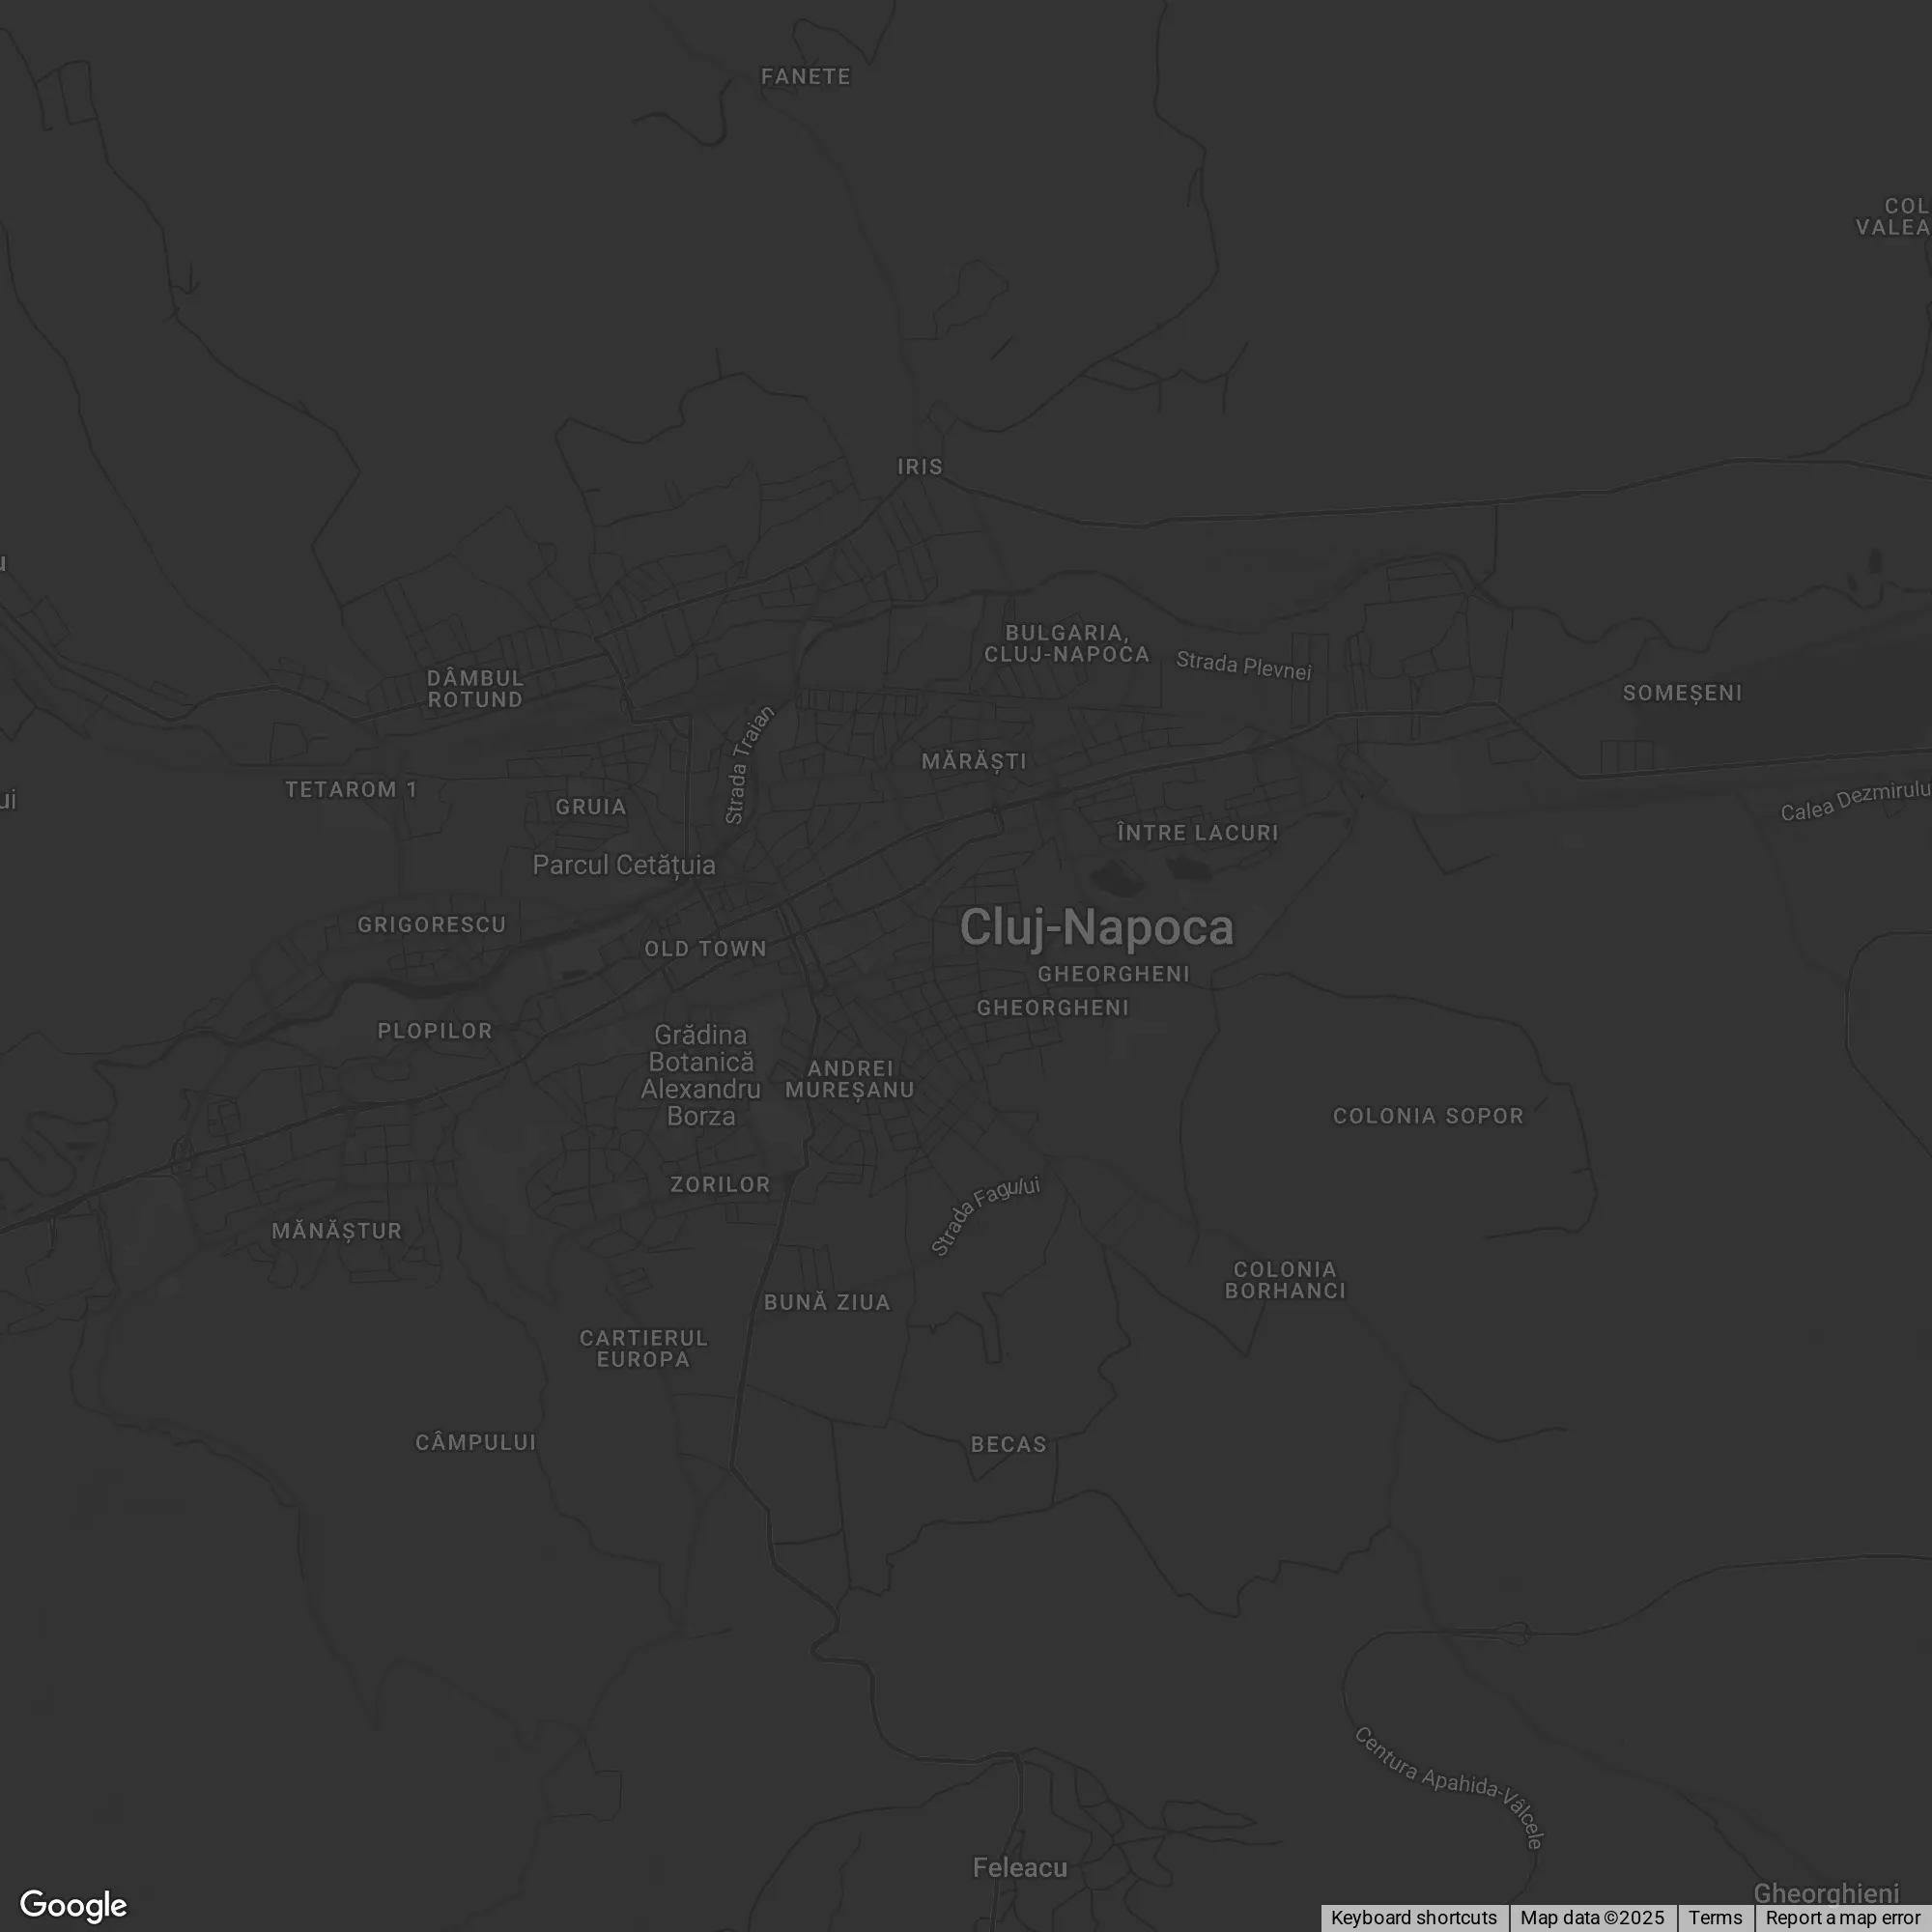 FANETE
COL
VALEA
IRIS
BULGARIA,
CLUJ-NAPOCA
Strada Plevnei
DÂMBUL
ROTUND
SOMEȘENI
Strada Traian
MĂRĂȘTI
TETAROM 1
ui
GRUIA
Calea Dezmirulu
ÎNTRE LACURI
Parcul Cetățuia
GRIGORESCU
Cluj-Napoca
OLD TOWN
GHEORGHENI
GHEORGHENI
PLOPILOR
Grădina
Botanică
Alexandru
Borza
ANDREI
MUREȘANU
COLONIA SOPOR
ZORILOR
Strada Fagului
MĂNĂȘTUR
COLONIA
BORHANCI
BUNĂ ZIUA
CARTIERUL
EUROPA
CÂMPULUI
BECAS
Centura Apahida-Vâlcele
Feleacu
Gheorghieni
Google
Keyboard shortcuts
Map data ©2025
Terms
Report a map error